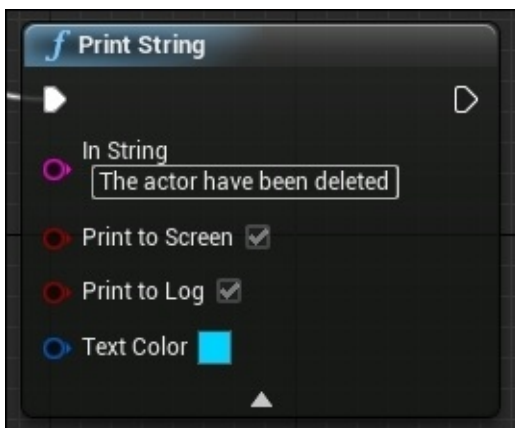 f Print String
In String
The actor have been deleted
Print to Screen
Print to Log
Text Color